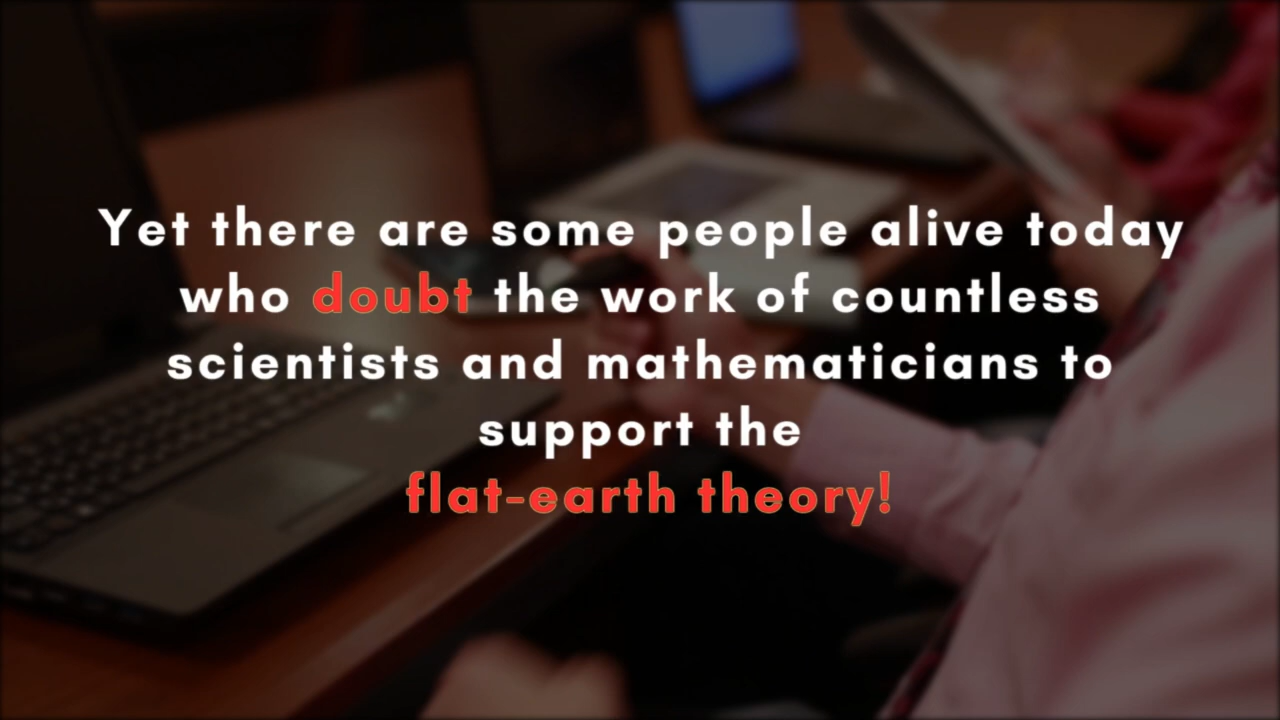 Yet there are some people alive today
who doubt the work of countless
scientists and mathematicians to
support the
flat-earth theory!